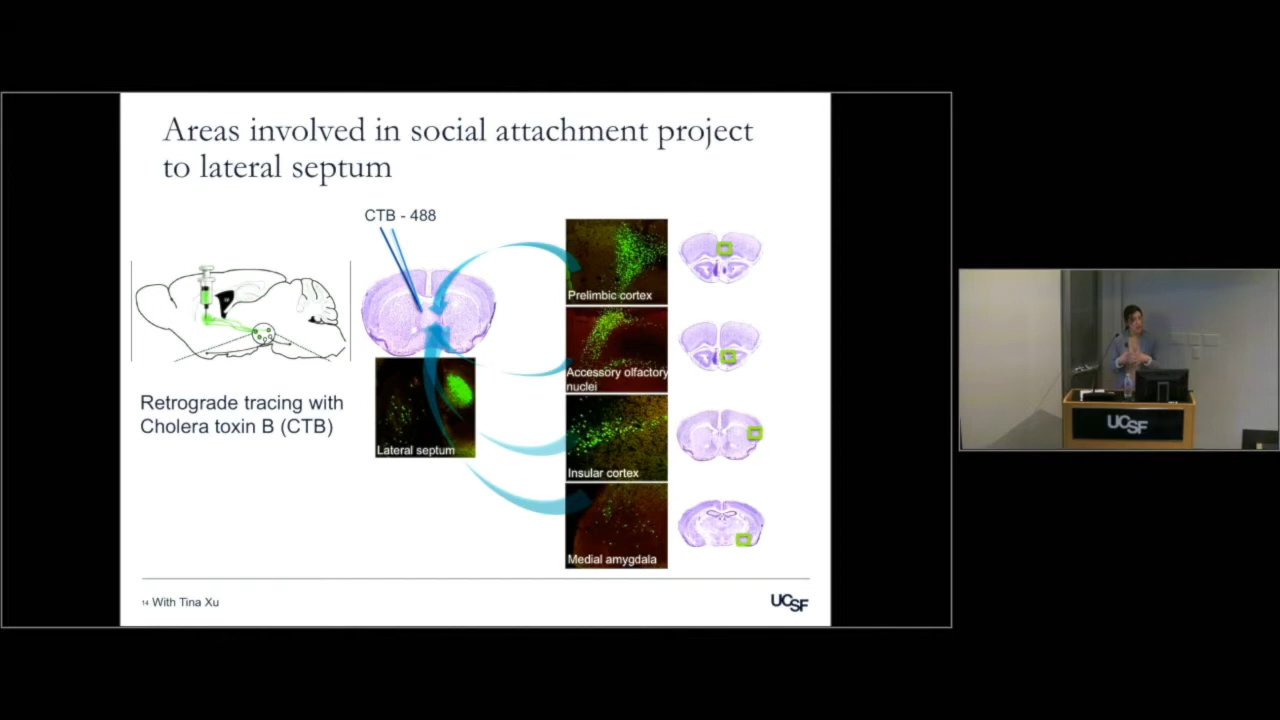 Areas involved in social attachment project
to lateral septum
CTB - 488
Retrograde tracing with
Cholera toxin B (CTB)
Lateral septum
Prelimbic cortex
Accessory olfactory
nuclei
Insular cortex
Medial amygdala
14 With Tina Xu
UCSF
UCSF